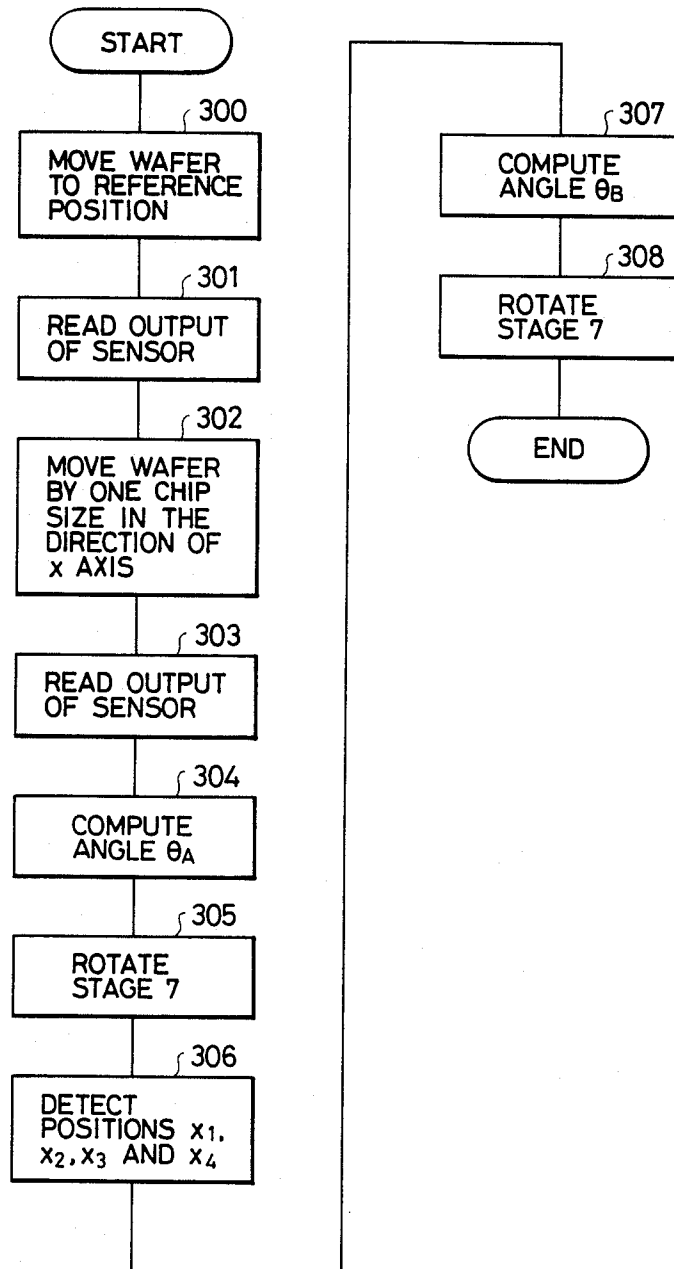 START
300
MOVE WAFER
TO REFERENCE
POSITION
301
READ OUTPUT
OF SENSOR
302
MOVE WAFER
BY ONE CHIP
SIZE IN THE
DIRECTION OF
x AXIS
303
READ OUTPUT
OF SENSOR
304
COMPUTE
ANGLE θA
305
ROTATE
STAGE 7
306
DETECT
POSITIONS x1,
x2, x3 AND x4
307
COMPUTE
ANGLE θB
308
ROTATE
STAGE 7
END